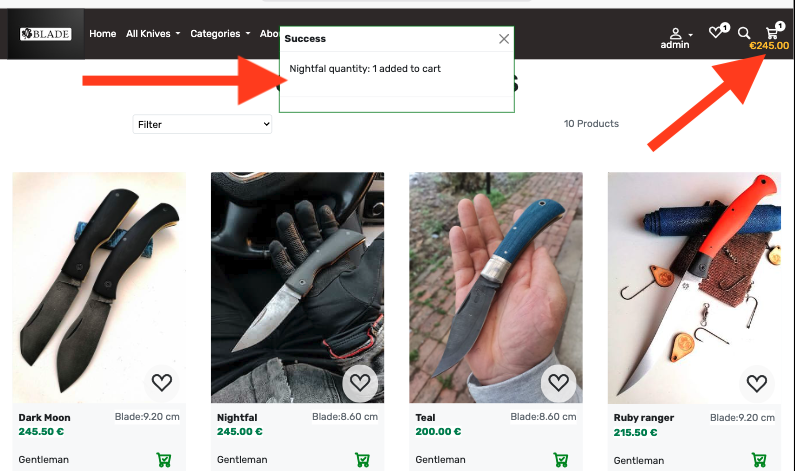 BLADE
Home All Knives Categories Abo
Success
Nightfal quantity: 1 added to cart
admin
1
1
€245.00
Filter
10 Products
Dark Moon Blade:9.20 cm
245.50 €
Gentleman
Nightfal Blade:8.60 cm
245.00 €
Gentleman
Teal Blade:8.60 cm
200.00 €
Gentleman
Ruby ranger Blade:9.20 cm
215.50 €
Gentleman